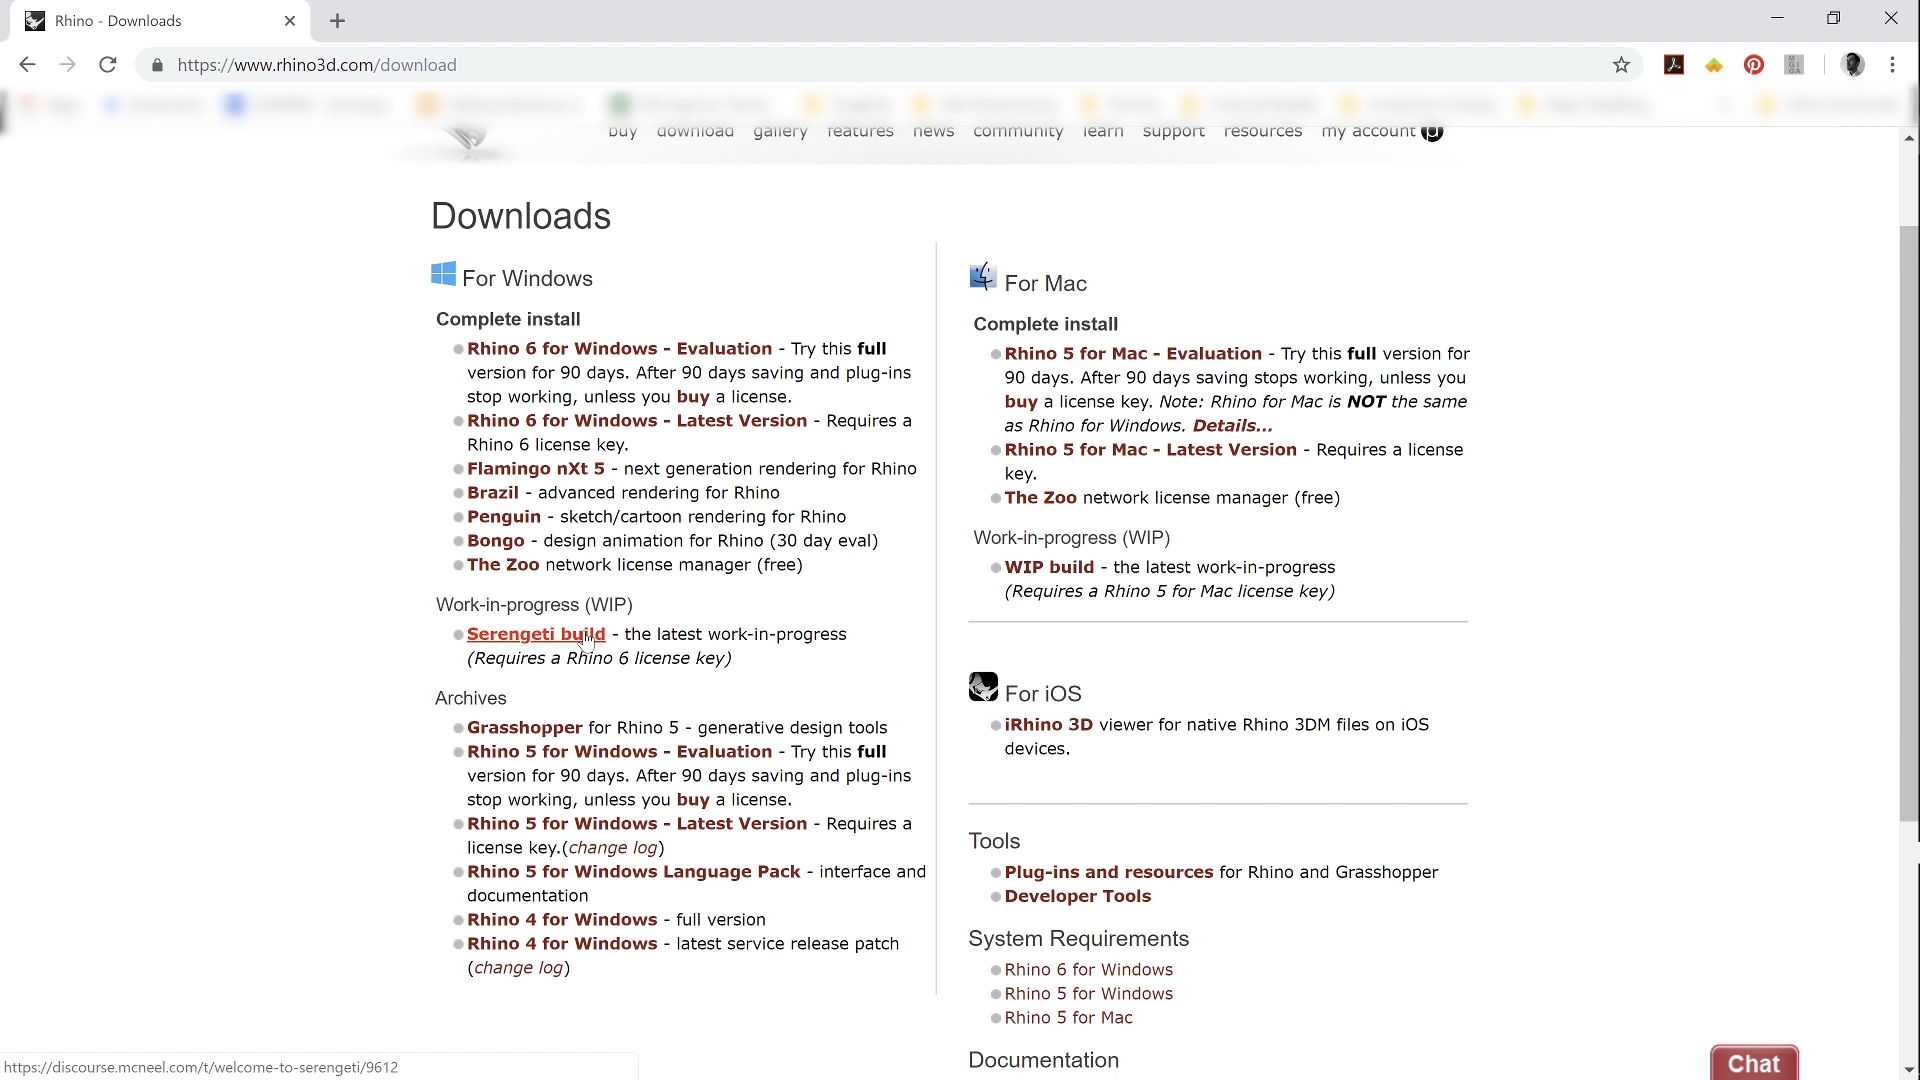 Rhino - Downloads
https://www.rhino3d.com/download
buy download gallery features news community learn support resources my account
Downloads
For Windows
Complete install
Rhino 6 for Windows - Evaluation - Try this full
version for 90 days. After 90 days saving and plug-ins
stop working, unless you buy a license.
Rhino 6 for Windows - Latest Version - Requires a
Rhino 6 license key.
Flamingo nXt 5 - next generation rendering for Rhino
Brazil - advanced rendering for Rhino
Penguin - sketch/cartoon rendering for Rhino
Bongo - design animation for Rhino (30 day eval)
The Zoo network license manager (free)
Work-in-progress (WIP)
Serengeti build - the latest work-in-progress
(Requires a Rhino 6 license key)
Archives
Grasshopper for Rhino 5 - generative design tools
Rhino 5 for Windows - Evaluation - Try this full
version for 90 days. After 90 days saving and plug-ins
stop working, unless you buy a license.
Rhino 5 for Windows - Latest Version - Requires a
license key.(change log)
Rhino 5 for Windows Language Pack - interface and
documentation
Rhino 4 for Windows - full version
Rhino 4 for Windows - latest service release patch
(change log)
For Mac
Complete install
Rhino 5 for Mac - Evaluation - Try this full version for
90 days. After 90 days saving stops working, unless you
buy a license key. Note: Rhino for Mac is NOT the same
as Rhino for Windows. Details...
Rhino 5 for Mac - Latest Version - Requires a license
key.
The Zoo network license manager (free)
Work-in-progress (WIP)
WIP build - the latest work-in-progress
(Requires a Rhino 5 for Mac license key)
For iOS
iRhino 3D viewer for native Rhino 3DM files on iOS
devices.
Tools
Plug-ins and resources for Rhino and Grasshopper
Developer Tools
System Requirements
Rhino 6 for Windows
Rhino 5 for Windows
Rhino 5 for Mac
Documentation
Chat
https://discourse.mcneel.com/t/welcome-to-serengeti/9612